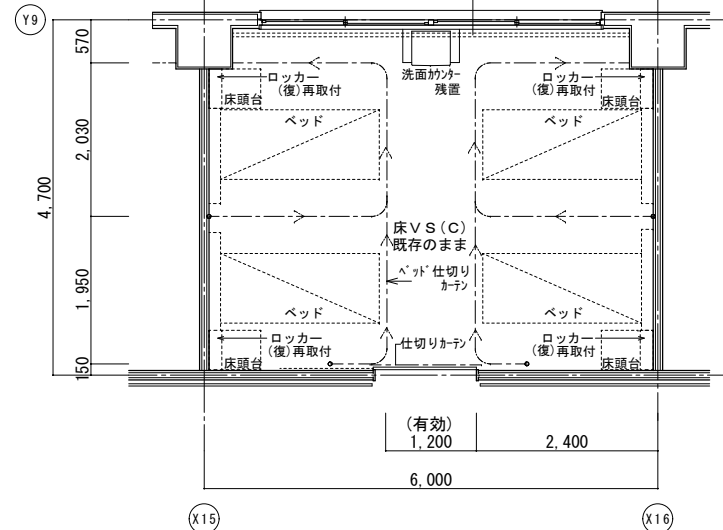 Y9
570
2,030
4,700
1,950
150
ロッカー
(復)再取付
床頭台
洗面カウンター
残置
ロッカー
(復)再取付
床頭台
ベッド
ベッド
床VS(C)
既存のまま
ベッド仕切り
カーテン
ベッド
ベッド
ロッカー
(復)再取付
床頭台
仕切りカーテン
ロッカー
(復)再取付
床頭台
(有効)
1,200
2,400
6,000
X15
X16